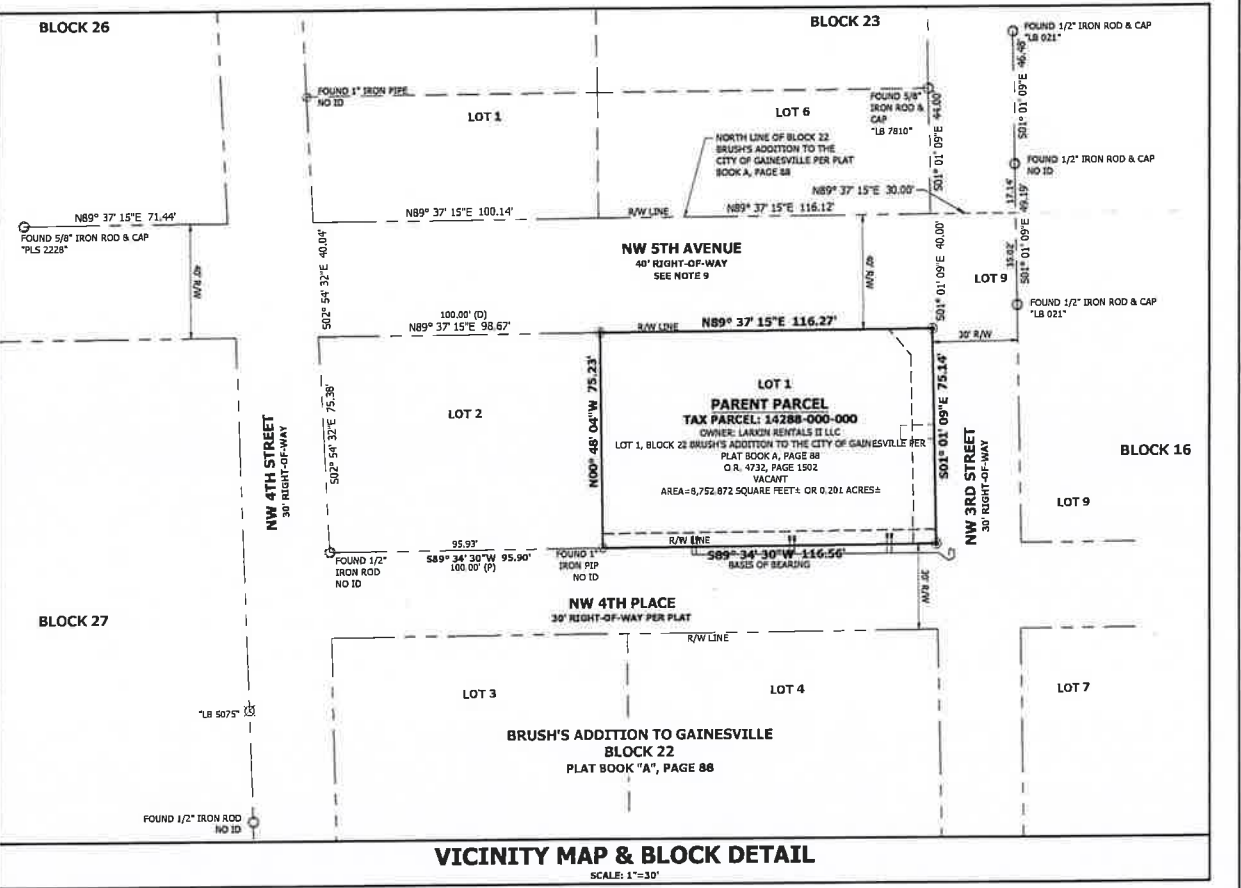 BLOCK 26
BLOCK 23
FOUND 1/2" IRON ROD & CAP
"LB 021"
S01° 01' 09"E 46.48'
FOUND 1" IRON PIPE
NO ID
LOT 1
LOT 6
FOUND 5/8"
IRON ROD &
CAP
"LB 7810"
S01° 01' 09"E 44.00'
NORTH LINE OF BLOCK 22
BRUSH'S ADDITION TO THE
CITY OF GAINESVILLE PER PLAT
BOOK A, PAGE 88
FOUND 1/2" IRON ROD & CAP
NO ID
N89° 37' 15"E 30.00'
17.14'
S01° 01' 09"E 49.19'
35.02'
N89° 37' 15"E 71.44'
N89° 37' 15"E 100.14'
R/W LINE
N89° 37' 15"E 116.12'
FOUND 5/8" IRON ROD & CAP
"PLS 2228"
40' R/W
S02° 54' 32"E 40.04'
NW 5TH AVENUE
40' RIGHT-OF-WAY
SEE NOTE 9
40' R/W
S01° 01' 09"E 40.00'
LOT 9
FOUND 1/2" IRON ROD & CAP
"LB 021"
100.00' (D)
N89° 37' 15"E 98.67'
R/W LINE
N89° 37' 15"E 116.27'
30' R/W
S02° 54' 32"E 75.38'
LOT 2
N00° 48' 04"W 75.23'
LOT 1
PARENT PARCEL
TAX PARCEL: 14288-000-000
OWNER: LARKIN RENTALS II LLC
LOT 1, BLOCK 22 BRUSH'S ADDITION TO THE CITY OF GAINESVILLE PER
PLAT BOOK A, PAGE 88
O.R. 4732, PAGE 1502
VACANT
AREA=8,752.872 SQUARE FEET± OR 0.201 ACRES±
S01° 01' 09"E 75.14'
NW 4TH STREET
30' RIGHT-OF-WAY
NW 3RD STREET
30' RIGHT-OF-WAY
BLOCK 16
LOT 9
R/W LINE
95.93'
S89° 34' 30"W 95.90'
100.00' (P)
FOUND 1/2"
IRON ROD
NO ID
FOUND 1"
IRON PIP
NO ID
S89° 34' 30"W 116.56'
BASIS OF BEARING
30' R/W
NW 4TH PLACE
30' RIGHT-OF-WAY PER PLAT
R/W LINE
BLOCK 27
LOT 3
LOT 4
LOT 7
"LB 5075"
BRUSH'S ADDITION TO GAINESVILLE
BLOCK 22
PLAT BOOK "A", PAGE 88
FOUND 1/2" IRON ROD
NO ID
VICINITY MAP & BLOCK DETAIL
SCALE: 1"=30'